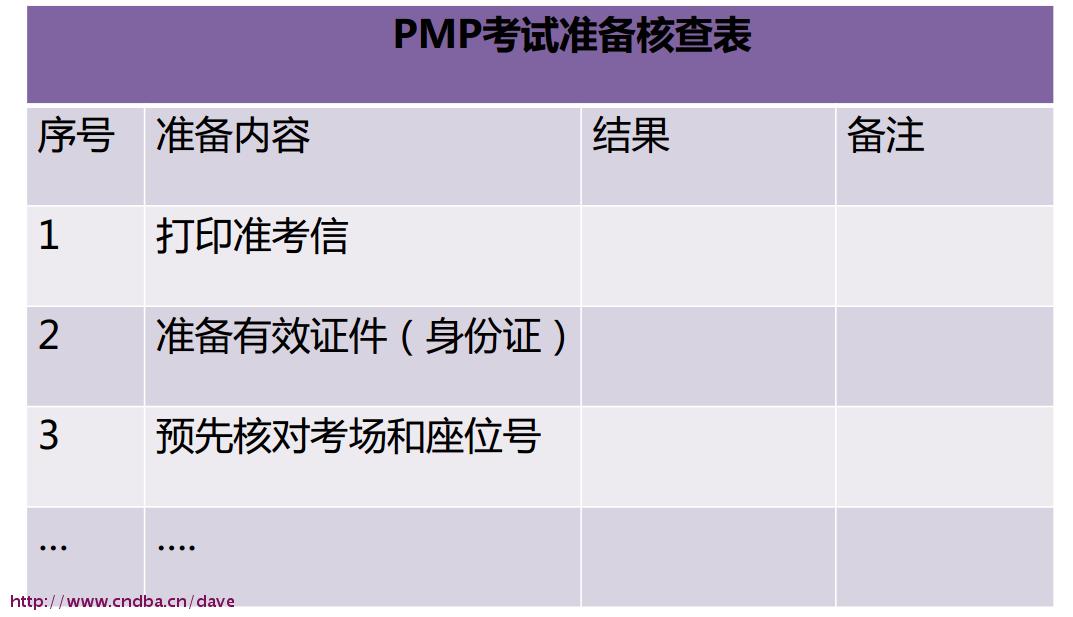 PMP考试准备核查表
序号 准备内容 结果 备注
1 打印准考信
2 准备有效证件（身份证）
3 预先核对考场和座位号
... ....
http://www.cndba.cn/dave